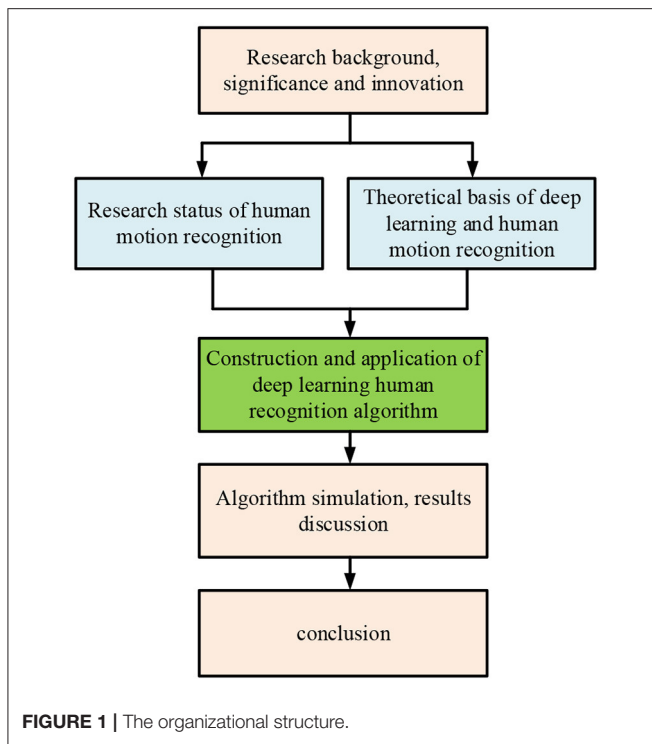 Research background,
significance and innovation
Research status of human
motion recognition
Theoretical basis of deep
learning and human
motion recognition
Construction and application of
deep learning human
recognition algorithm
Algorithm simulation, results
discussion
conclusion
FIGURE 1 | The organizational structure.